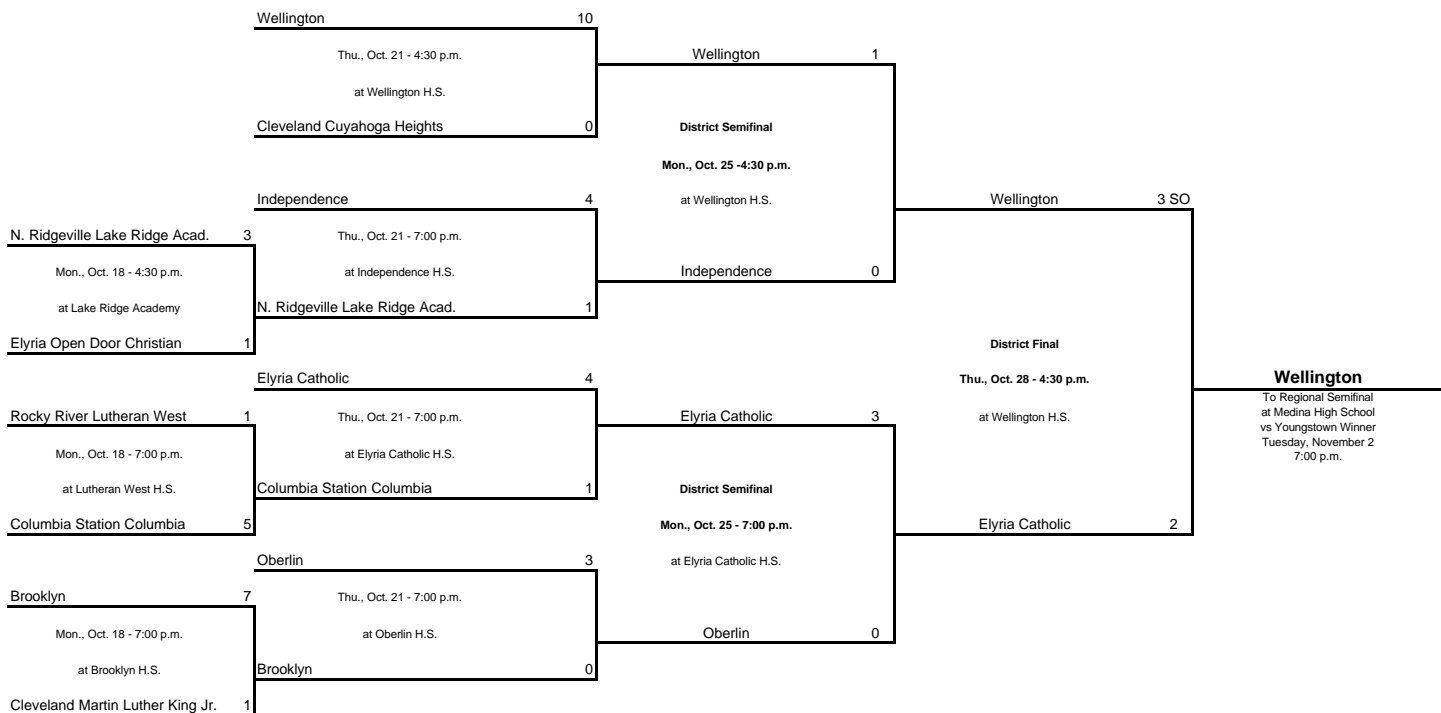 Wellington 10
Thu., Oct. 21 - 4:30 p.m.
at Wellington H.S.
Cleveland Cuyahoga Heights 0
Independence 4
N. Ridgeville Lake Ridge Acad. 3
Mon., Oct. 18 - 4:30 p.m.
at Lake Ridge Academy
Elyria Open Door Christian 1
Thu., Oct. 21 - 7:00 p.m.
at Independence H.S.
N. Ridgeville Lake Ridge Acad. 1
Elyria Catholic 4
Rocky River Lutheran West 1
Mon., Oct. 18 - 7:00 p.m.
at Lutheran West H.S.
Columbia Station Columbia 5
Thu., Oct. 21 - 7:00 p.m.
at Elyria Catholic H.S.
Columbia Station Columbia 1
Oberlin 3
Brooklyn 7
Mon., Oct. 18 - 7:00 p.m.
at Brooklyn H.S.
Cleveland Martin Luther King Jr. 1
Thu., Oct. 21 - 7:00 p.m.
at Oberlin H.S.
Brooklyn 0
Wellington 1
District Semifinal
Mon., Oct. 25 -4:30 p.m.
at Wellington H.S.
Independence 0
Elyria Catholic 3
District Semifinal
Mon., Oct. 25 - 7:00 p.m.
at Elyria Catholic H.S.
Oberlin 0
Wellington 3 SO
District Final
Thu., Oct. 28 - 4:30 p.m.
at Wellington H.S.
Elyria Catholic 2
Wellington
To Regional Semifinal
at Medina High School
vs Youngstown Winner
Tuesday, November 2
7:00 p.m.